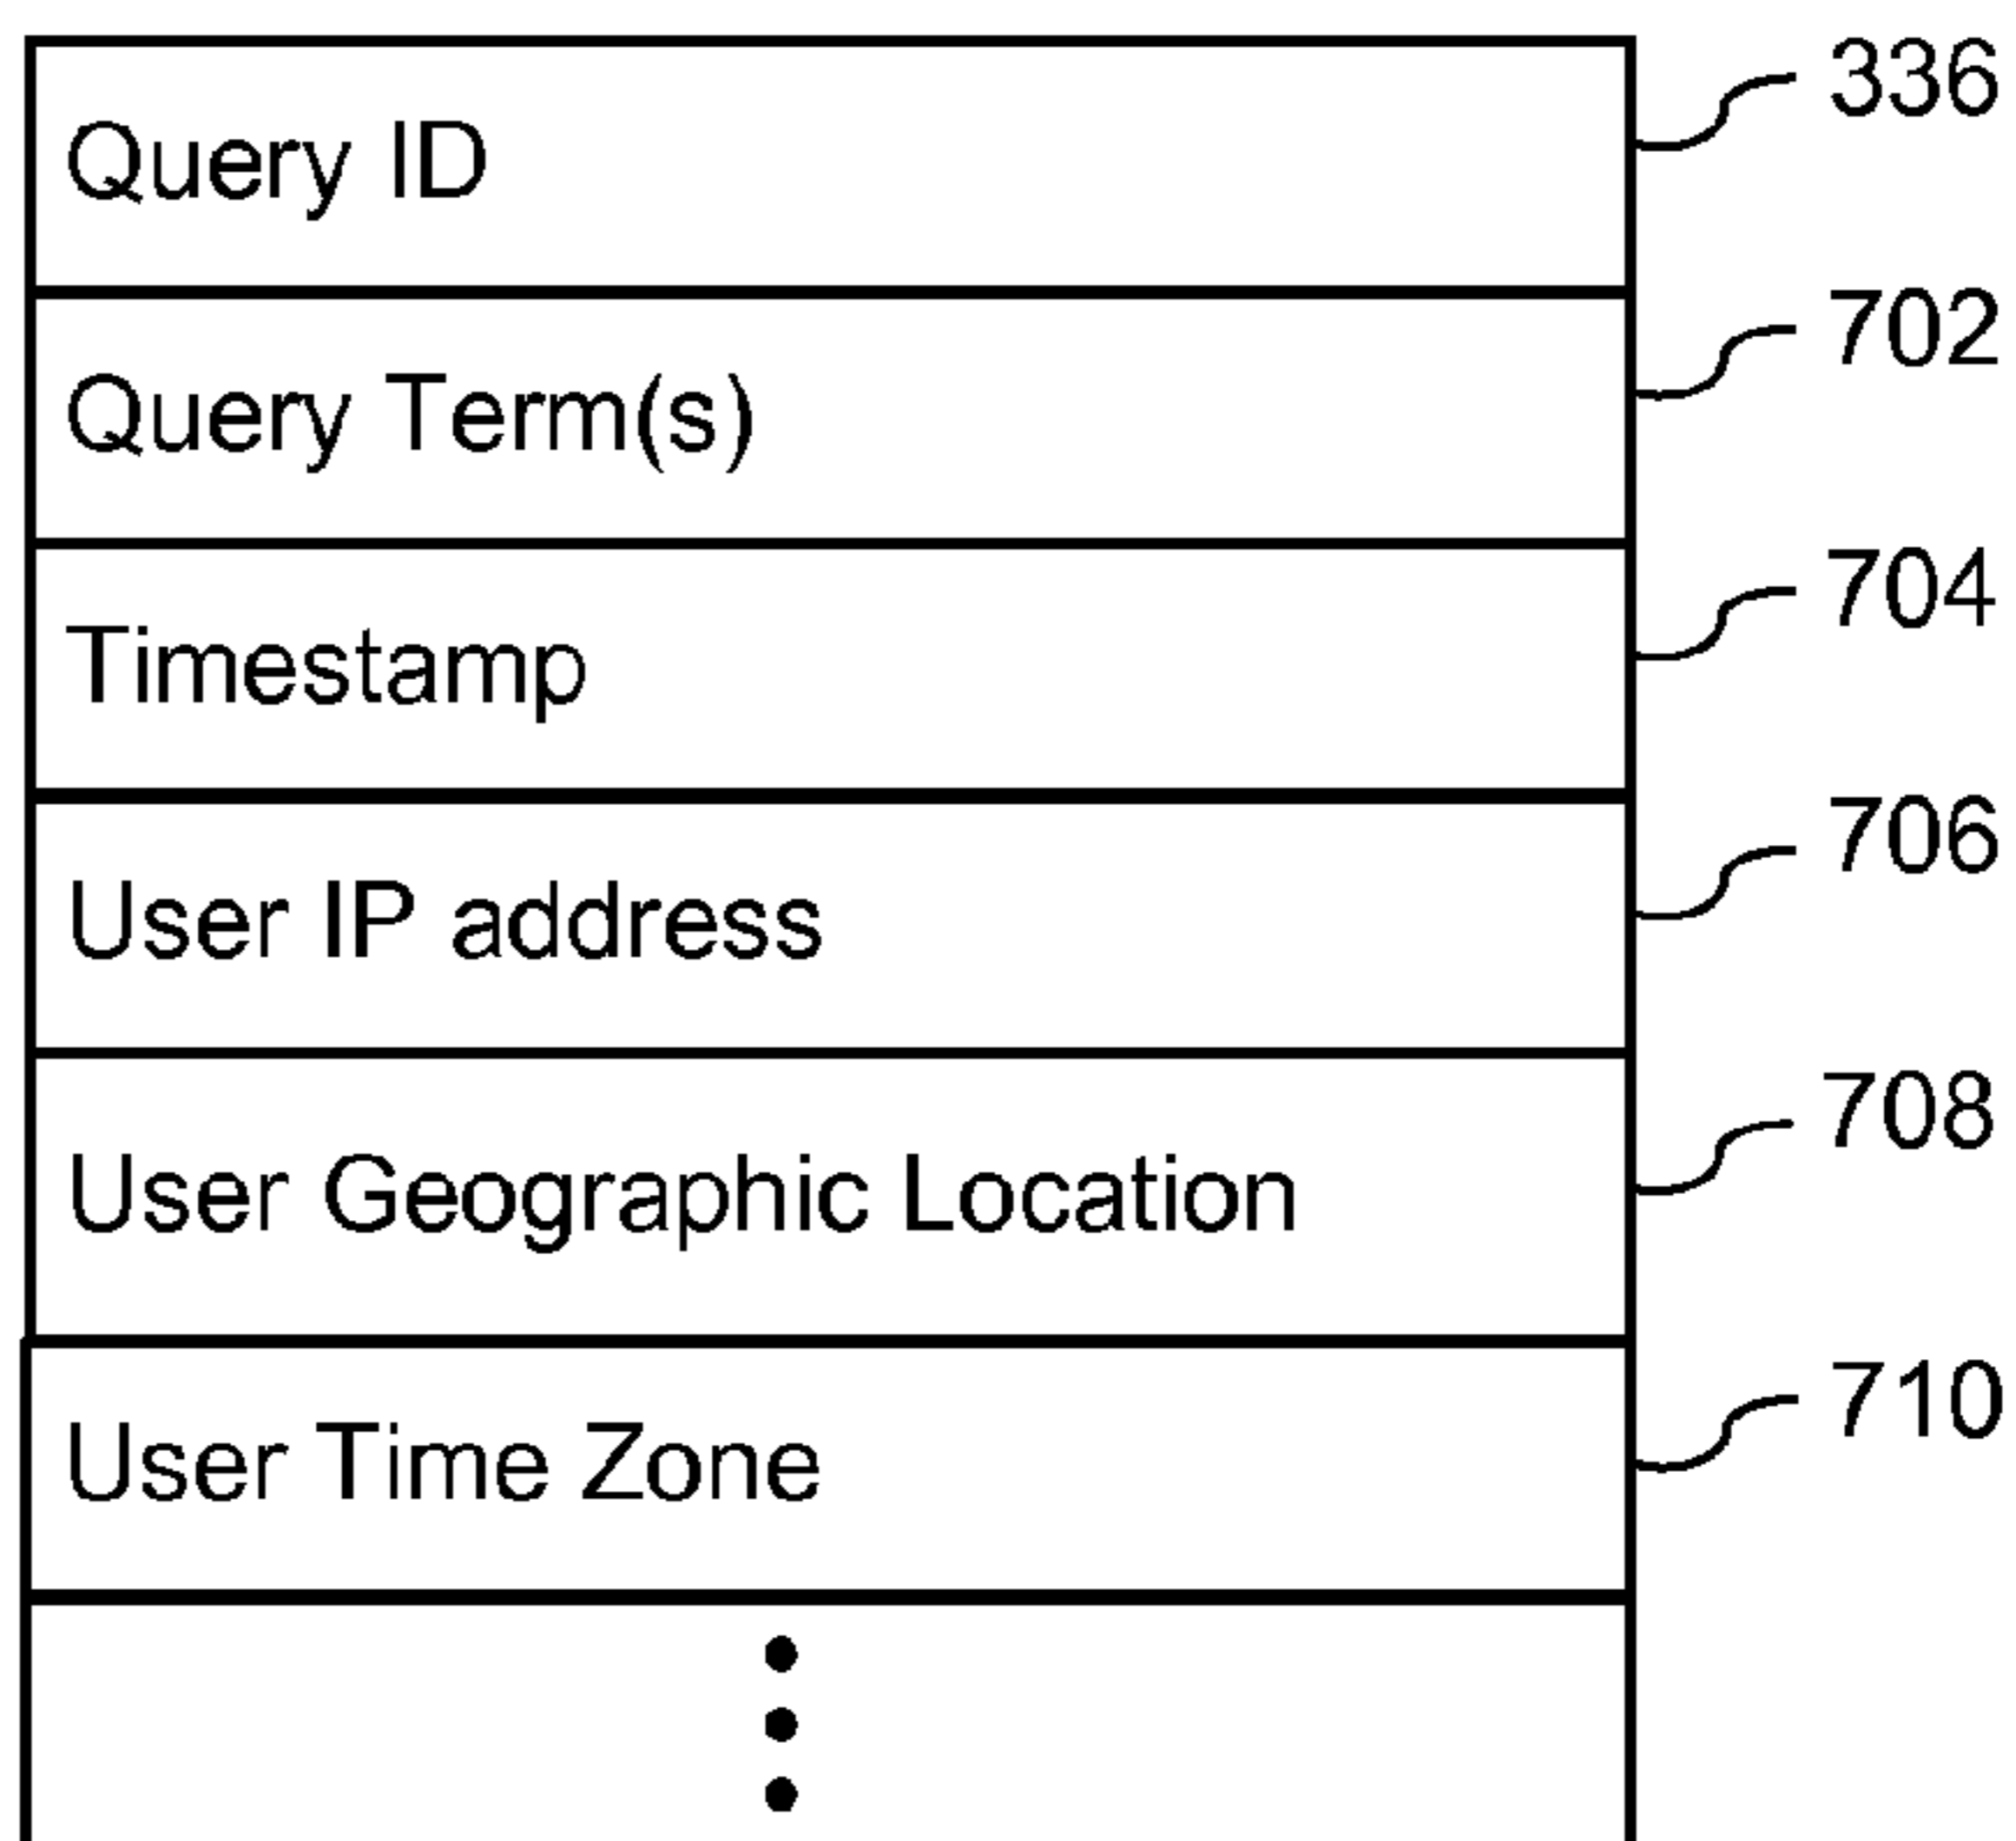 Query ID 336
Query Term(s) 702
Timestamp 704
User IP address 706
User Geographic Location 708
User Time Zone 710